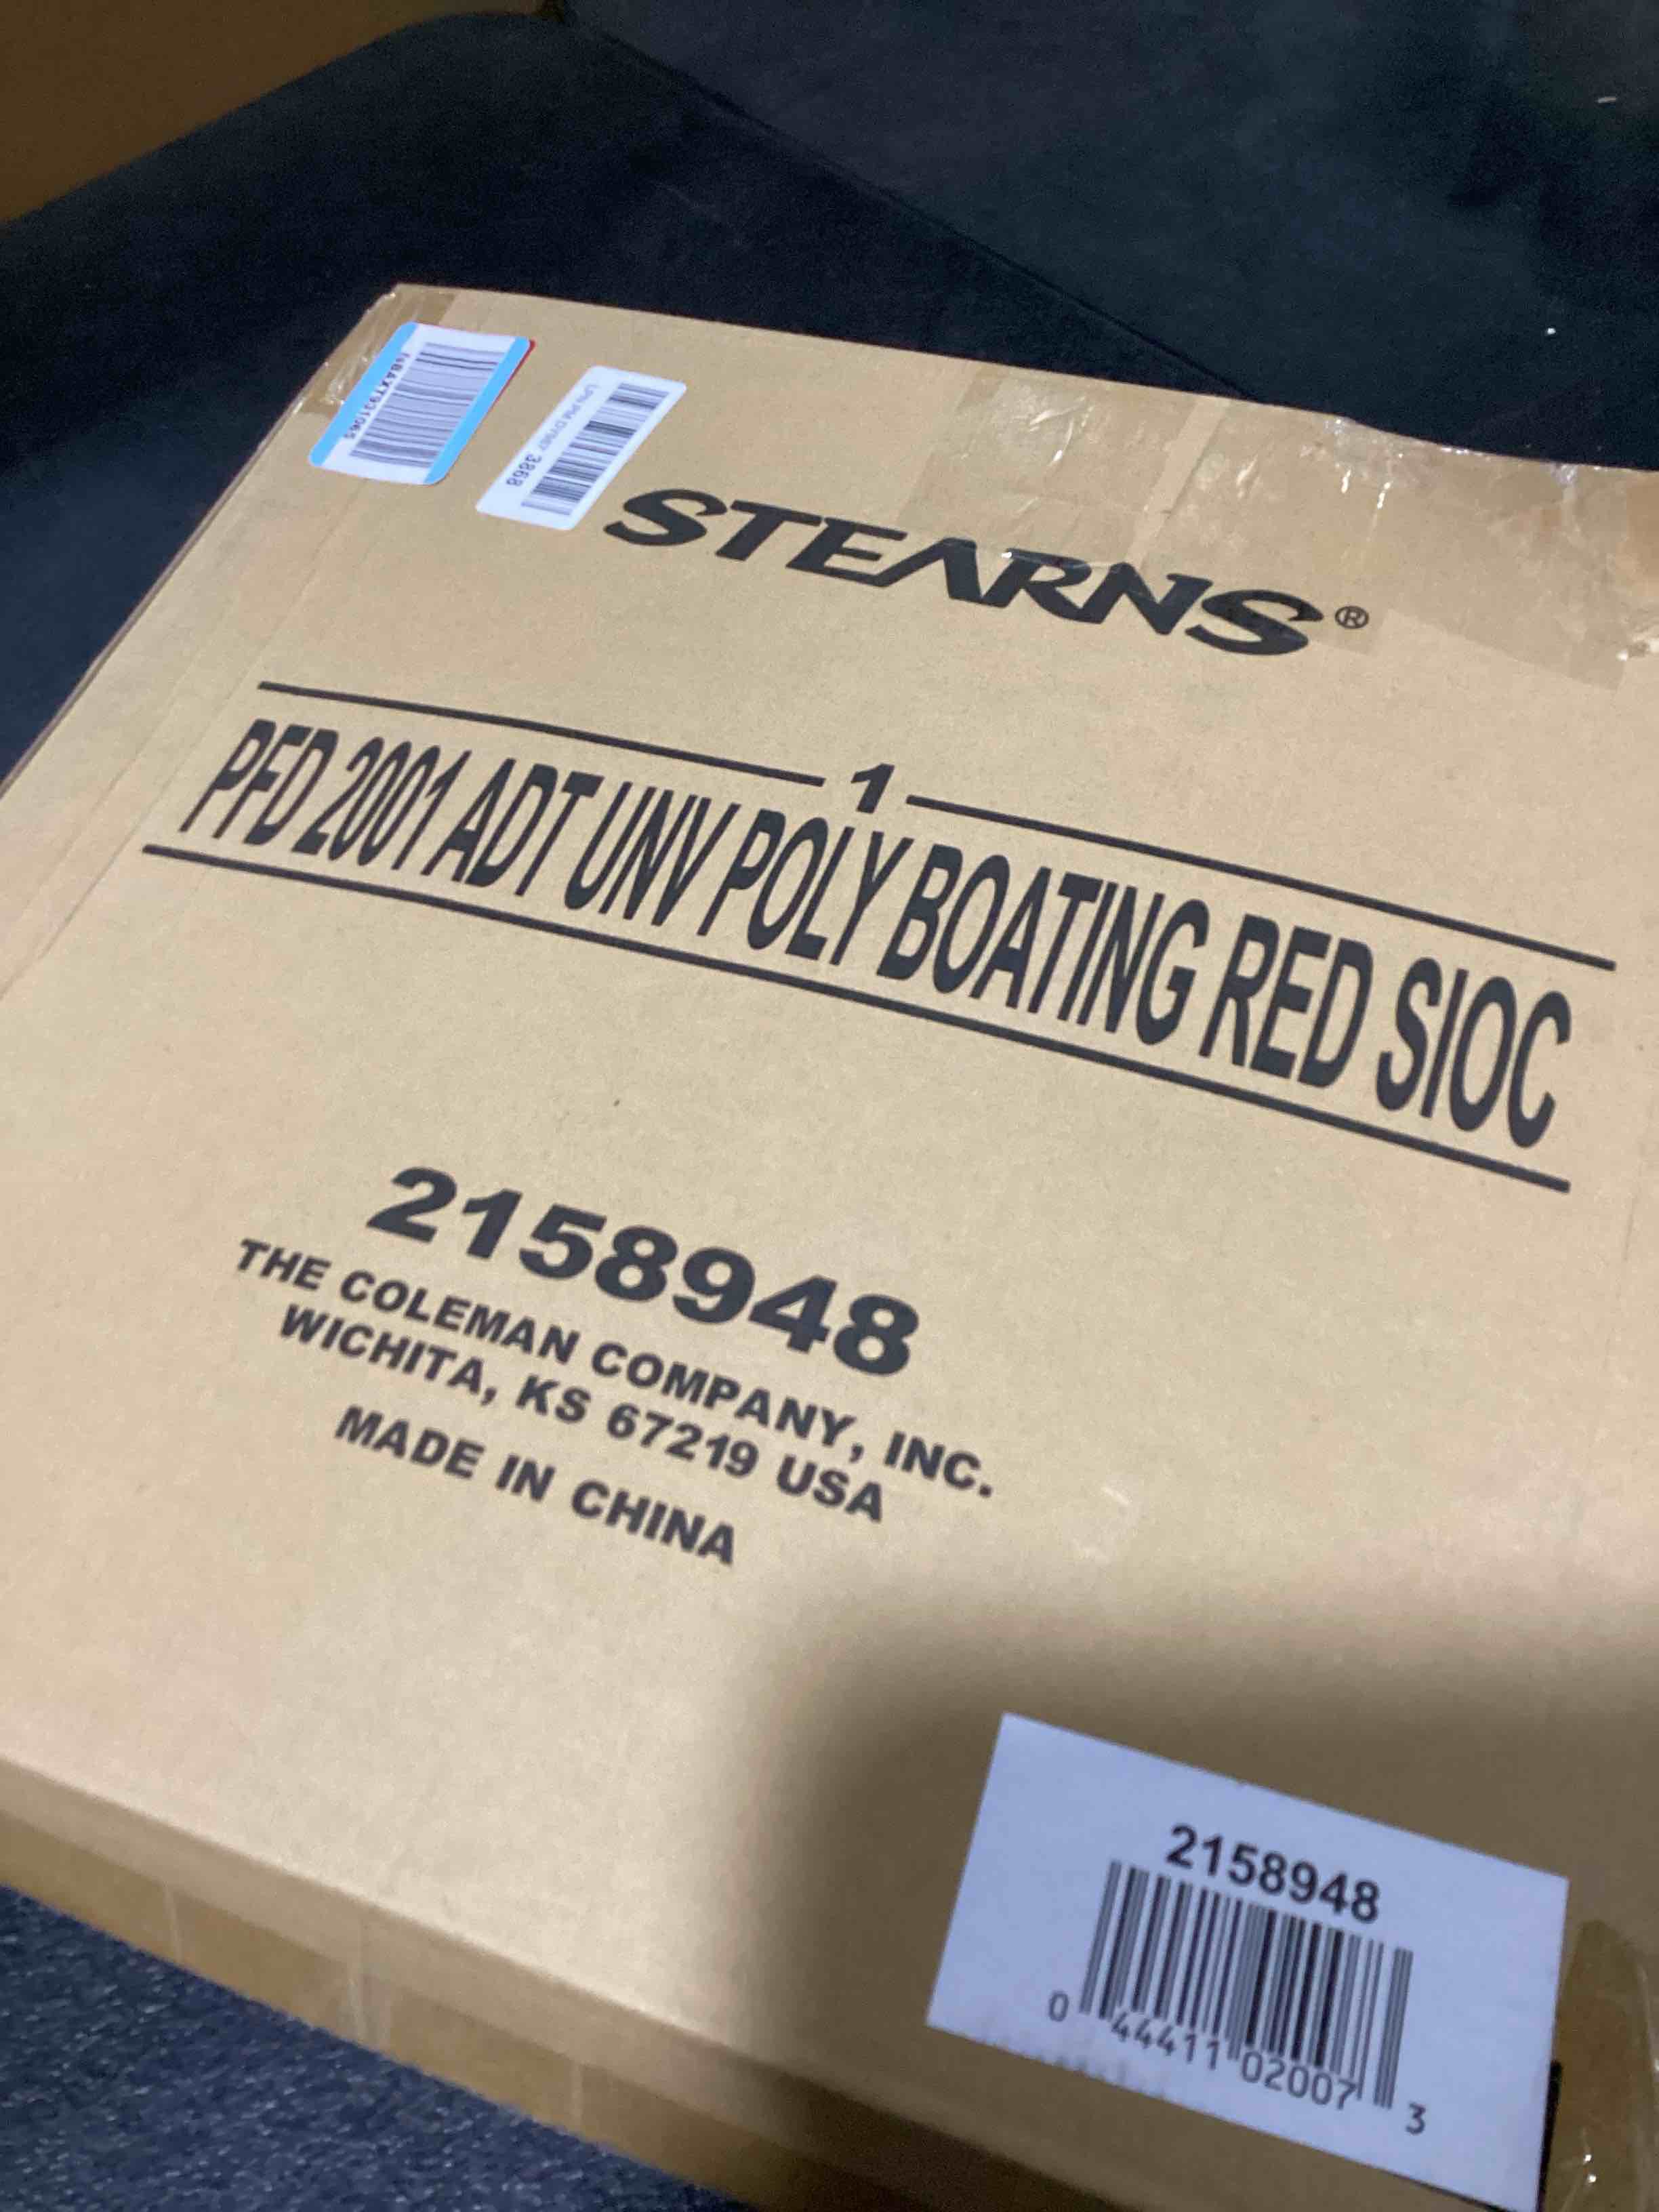 3868
STEARNS®
1
PFD 2001 ADT UNV POLY BOATING RED SIOC
2158948
THE COLEMAN COMPANY, INC.
WICHITA, KS 67219 USA
MADE IN CHINA
2158948
0 44411 02007 3